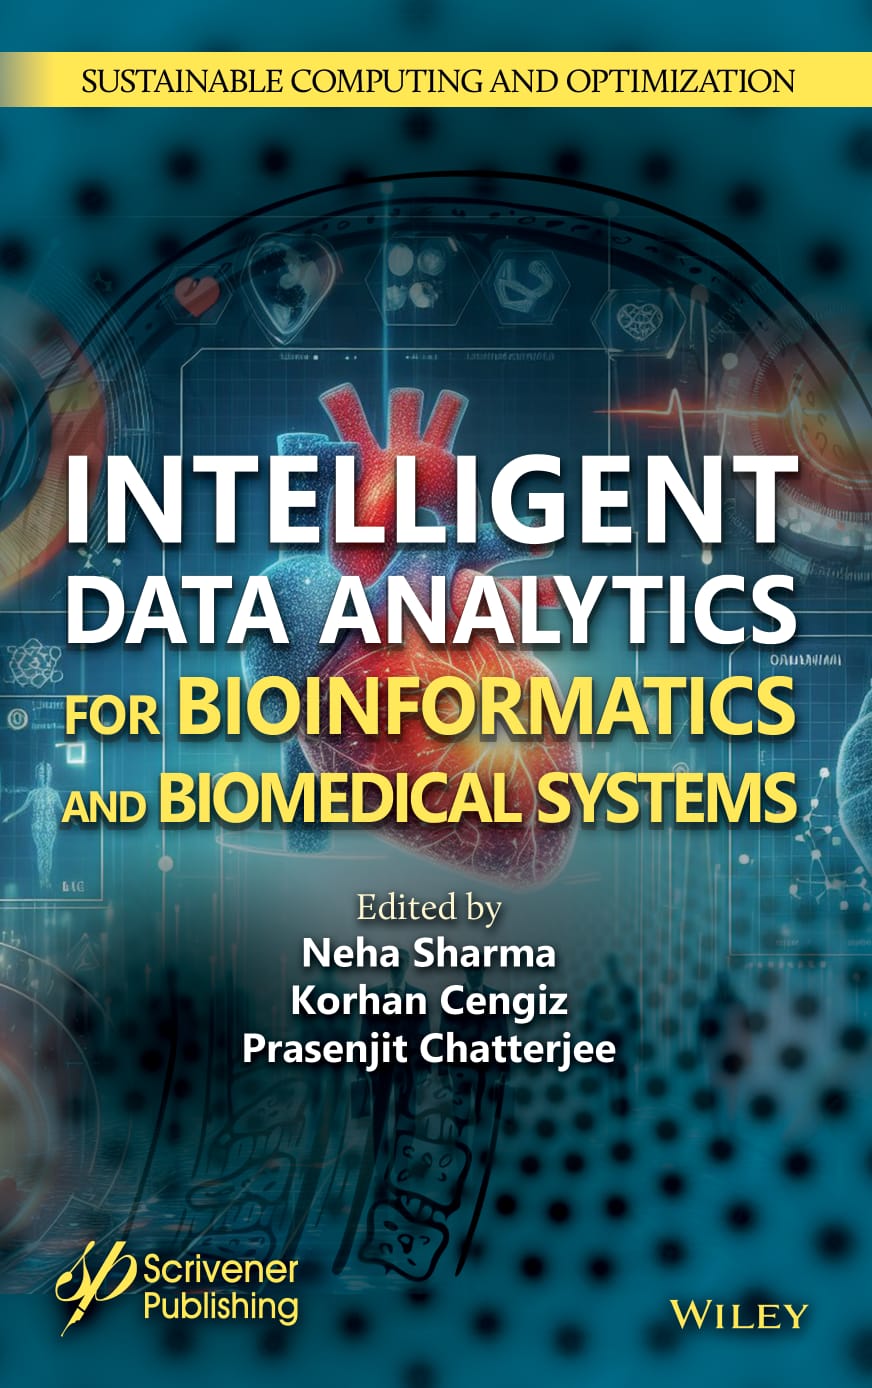 SUSTAINABLE COMPUTING AND OPTIMIZATION
INTELLIGENT
DATA ANALYTICS
FOR BIOINFORMATICS
AND BIOMEDICAL SYSTEMS
Edited by
Neha Sharma
Korhan Cengiz
Prasenjit Chatterjee
Scrivener
Publishing
WILEY